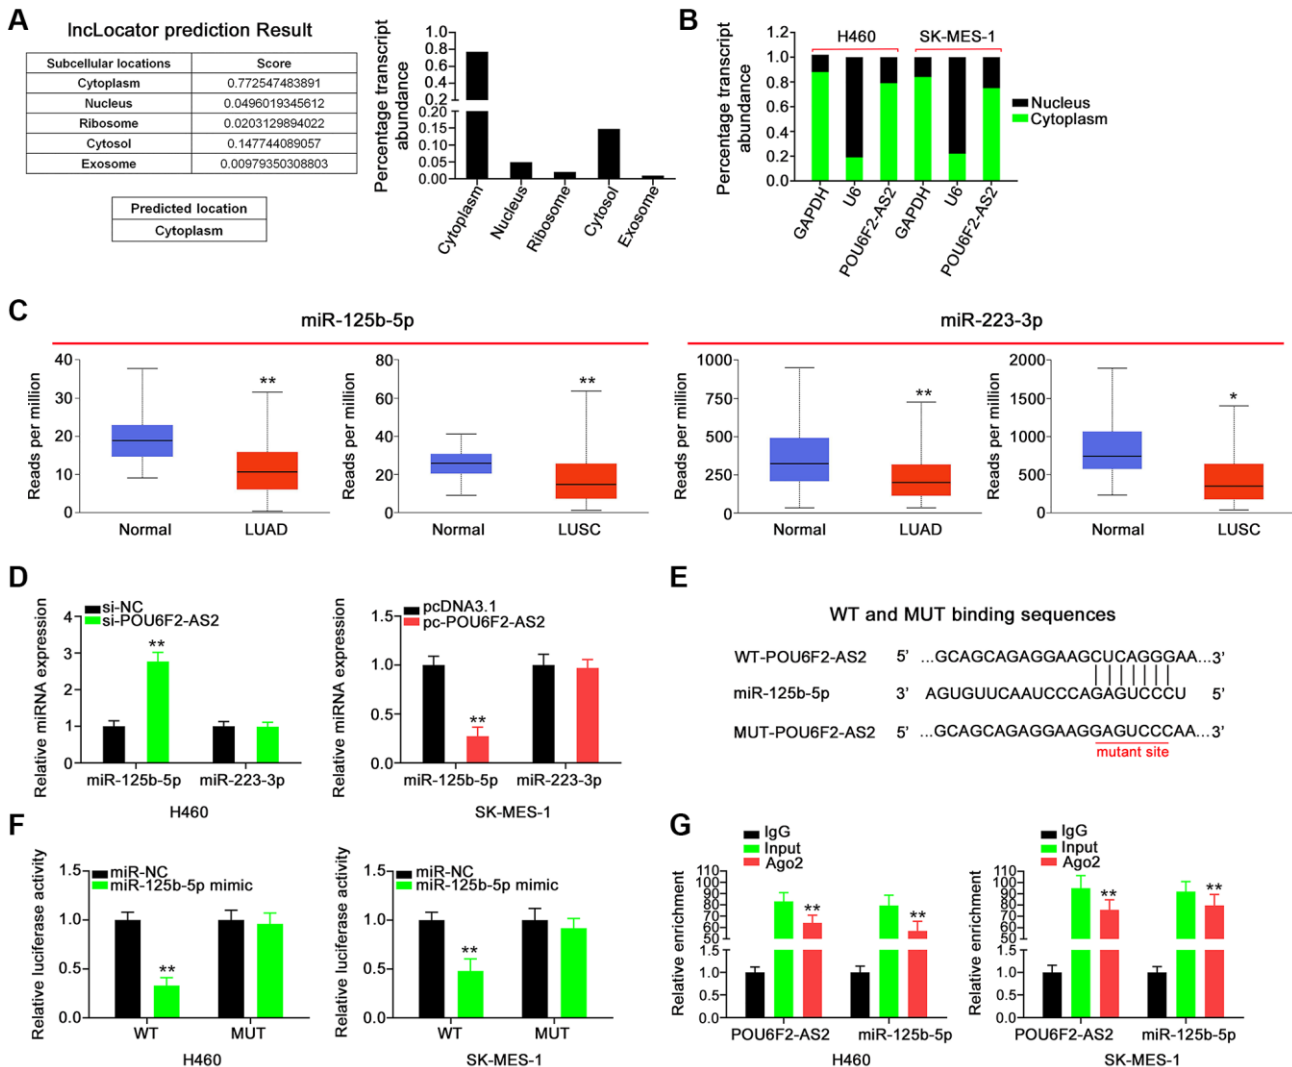 A
lncLocator prediction Result
Subcellular locations Score
Cytoplasm 0.772547483891
Nucleus 0.0496019345612
Ribosome 0.0203129894022
Cytosol 0.147744089057
Exosome 0.00979350308803
Predicted location
Cytoplasm
Percentage transcript
abundance
1.0
0.8
0.6
0.4
0.2
0.20
0.15
0.10
0.05
0.00
Cytoplasm
Nucleus
Ribosome
Cytosol
Exosome
B
Percentage transcript
abundance
1.2
1.0
0.8
0.6
0.4
0.2
0.0
H460 SK-MES-1
Nucleus
Cytoplasm
GAPDH
U6
POU6F2-AS2
GAPDH
U6
POU6F2-AS2
C
miR-125b-5p
Reads per million
40
30
20
10
0
**
Normal LUAD
Reads per million
80
60
40
20
0
**
Normal LUSC
miR-223-3p
Reads per million
1000
750
500
250
0
**
Normal LUAD
Reads per million
2000
1500
1000
500
0
*
Normal LUSC
D
Relative miRNA expression
si-NC
si-POU6F2-AS2
4
3
2
1
0
**
miR-125b-5p miR-223-3p
H460
Relative miRNA expression
pcDNA3.1
pc-POU6F2-AS2
1.5
1.0
0.5
0.0
**
miR-125b-5p miR-223-3p
SK-MES-1
E
WT and MUT binding sequences
WT-POU6F2-AS2 5' ...GCAGCAGAGGAAGCUCAGGGAA...3'
miR-125b-5p 3' AGUGUUCAAUCCCAGAGUCCCU 5'
MUT-POU6F2-AS2 5' ...GCAGCAGAGGAAGGAGUCCCAA...3'
mutant site
F
Relative luciferase activity
miR-NC
miR-125b-5p mimic
1.5
1.0
0.5
0.0
**
WT MUT
H460
Relative luciferase activity
miR-NC
miR-125b-5p mimic
1.5
1.0
0.5
0.0
**
WT MUT
SK-MES-1
G
IgG
Input
Ago2
Relative enrichment
110
100
90
80
70
60
50
1.5
1.0
0.5
0.0
** **
POU6F2-AS2 miR-125b-5p
H460
IgG
Input
Ago2
Relative enrichment
110
100
90
80
70
60
50
1.5
1.0
0.5
0.0
** **
POU6F2-AS2 miR-125b-5p
SK-MES-1